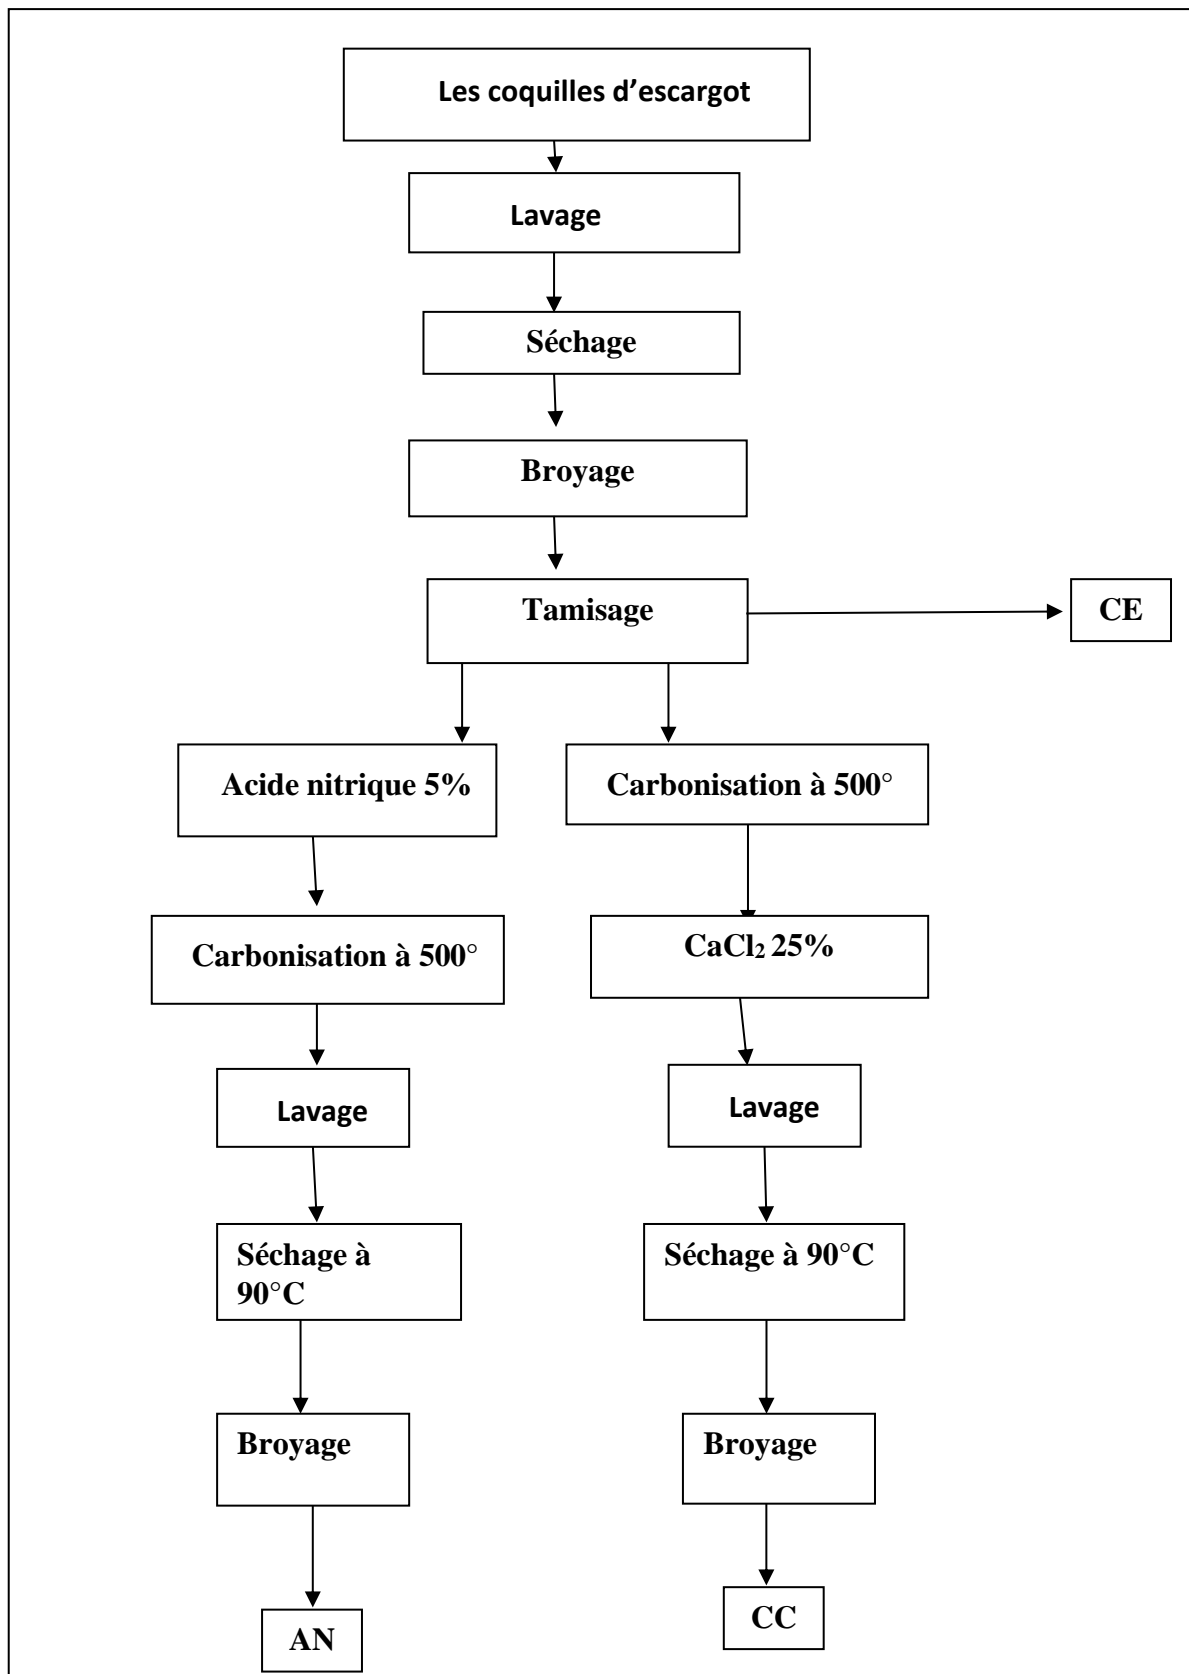 Les coquilles d’escargot
Lavage
Séchage
Broyage
Tamisage
CE
Acide nitrique 5%
Carbonisation à 500°
Carbonisation à 500°
CaCl₂ 25%
Lavage
Lavage
Séchage à
90°C
Séchage à 90°C
Broyage
Broyage
AN
CC